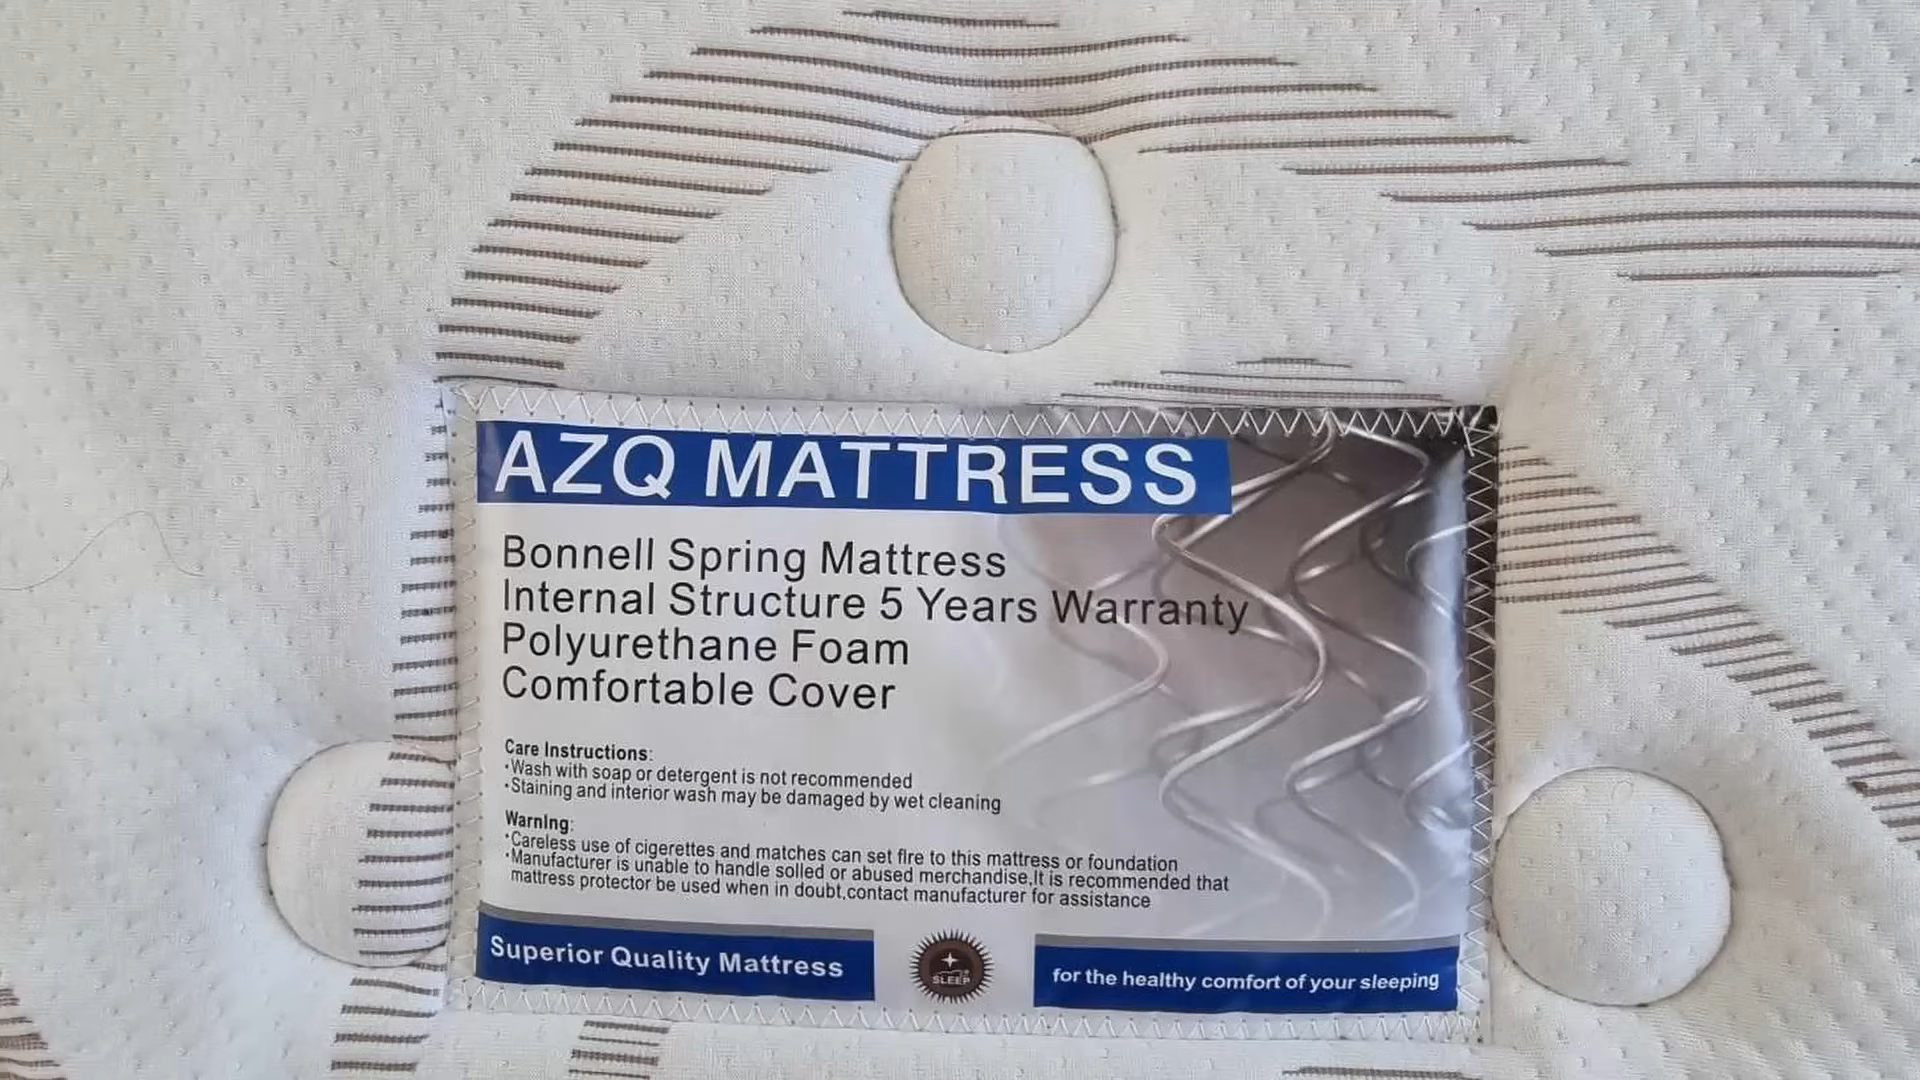 AZQ MATTRESS
Bonnell Spring Mattress
Internal Structure 5 Years Warranty
Polyurethane Foam
Comfortable Cover
Care Instructions:
·Wash with soap or detergent is not recommended
·Staining and interior wash may be damaged by wet cleaning
WarnIng:
·Careless use of cigerettes and matches can set flre to this mattress or foundation
·Manufacturer is unable to handle solled or abused merchandise,It is recommended that
mattress protector be used when in doubt,contact manufacturer for assistance
Superior Quality Mattress
SLEEP
for the healthy comfort of your sleeping